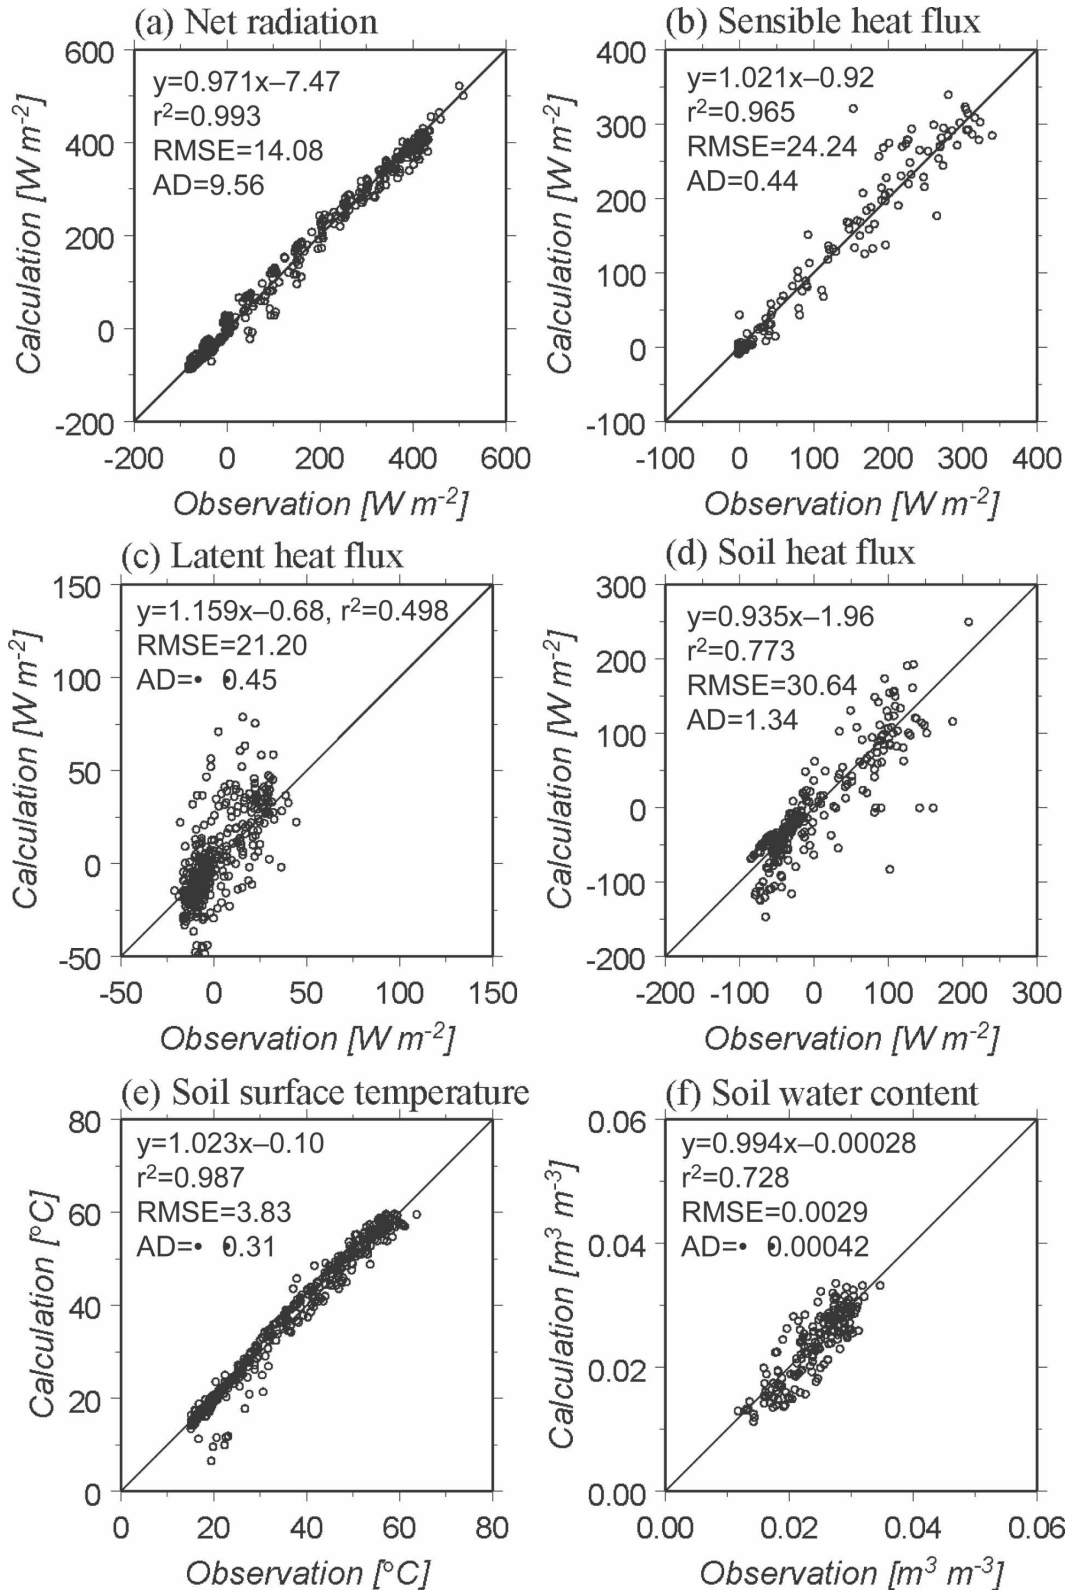 (a) Net radiation
600
400
200
0
-200
Calculation [W m-2]
y=0.971x–7.47
r2=0.993
RMSE=14.08
AD=9.56
-200 0 200 400 600
Observation [W m-2]
(b) Sensible heat flux
400
300
200
100
0
-100
Calculation [W m-2]
y=1.021x–0.92
r2=0.965
RMSE=24.24
AD=0.44
-100 0 100 200 300 400
Observation [W m-2]
(c) Latent heat flux
150
100
50
0
-50
Calculation [W m-2]
y=1.159x–0.68, r2=0.498
RMSE=21.20
AD=• 0.45
-50 0 50 100 150
Observation [W m-2]
(d) Soil heat flux
300
200
100
0
-100
-200
Calculation [W m-2]
y=0.935x–1.96
r2=0.773
RMSE=30.64
AD=1.34
-200 -100 0 100 200 300
Observation [W m-2]
(e) Soil surface temperature
80
60
40
20
0
Calculation [°C]
y=1.023x–0.10
r2=0.987
RMSE=3.83
AD=• 0.31
0 20 40 60 80
Observation [°C]
(f) Soil water content
0.06
0.04
0.02
0.00
Calculation [m3 m-3]
y=0.994x–0.00028
r2=0.728
RMSE=0.0029
AD=• 0.00042
0.00 0.02 0.04 0.06
Observation [m3 m-3]